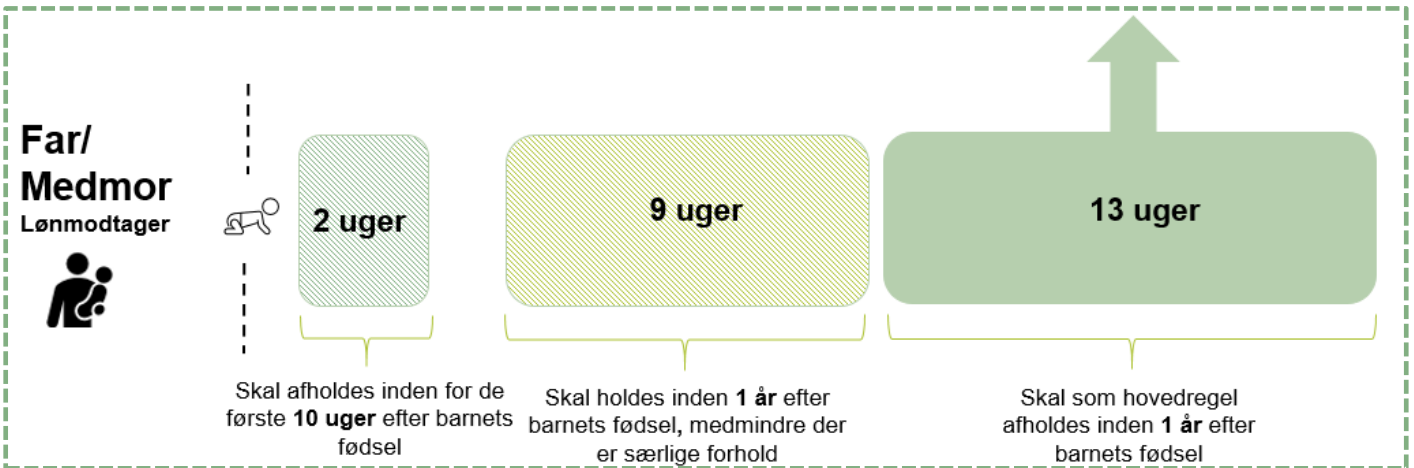 Far/
Medmor
Lønmodtager
2 uger
9 uger
13 uger
Skal afholdes inden for de
første 10 uger efter barnets
fødsel
Skal holdes inden 1 år efter
barnets fødsel, medmindre der
er særlige forhold
Skal som hovedregel
afholdes inden 1 år efter
barnets fødsel